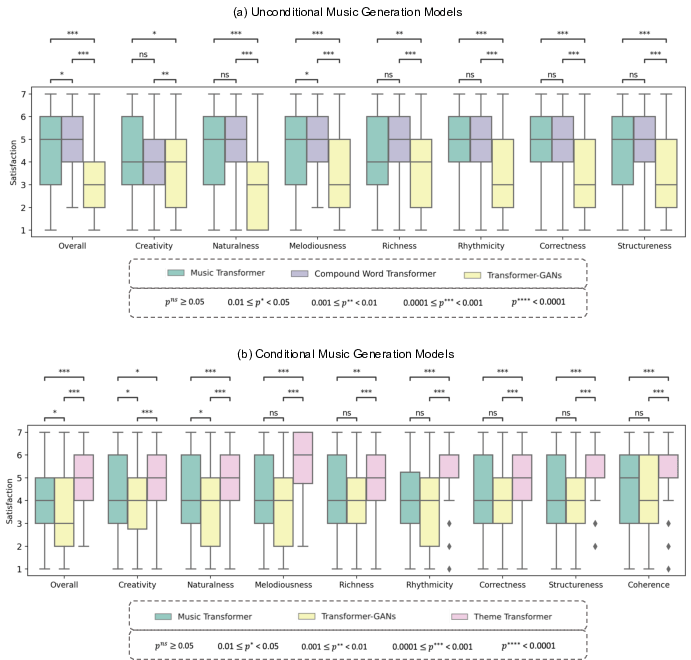 (a) Unconditional Music Generation Models
*** * *** *** ** *** *** ***
*** ns *** *** *** *** *** ***
* ** ns * ns ns ns ns
Satisfaction
7
6
5
4
3
2
1
Overall Creativity Naturalness Melodiousness Richness Rhythmicity Correctness Structureness
Music Transformer Compound Word Transformer Transformer-GANs
pⁿˢ ≥ 0.05 0.01 ≤ p* < 0.05 0.001 ≤ p** < 0.01 0.0001 ≤ p*** < 0.001 p**** < 0.0001
(b) Conditional Music Generation Models
*** * *** *** ** *** *** *** ***
*** * *** *** *** *** *** *** ***
* *** * ns ns ns ns ns ns
Satisfaction
7
6
5
4
3
2
1
Overall Creativity Naturalness Melodiousness Richness Rhythmicity Correctness Structureness Coherence
Music Transformer Transformer-GANs Theme Transformer
pⁿˢ ≥ 0.05 0.01 ≤ p* < 0.05 0.001 ≤ p** < 0.01 0.0001 ≤ p*** < 0.001 p**** < 0.0001